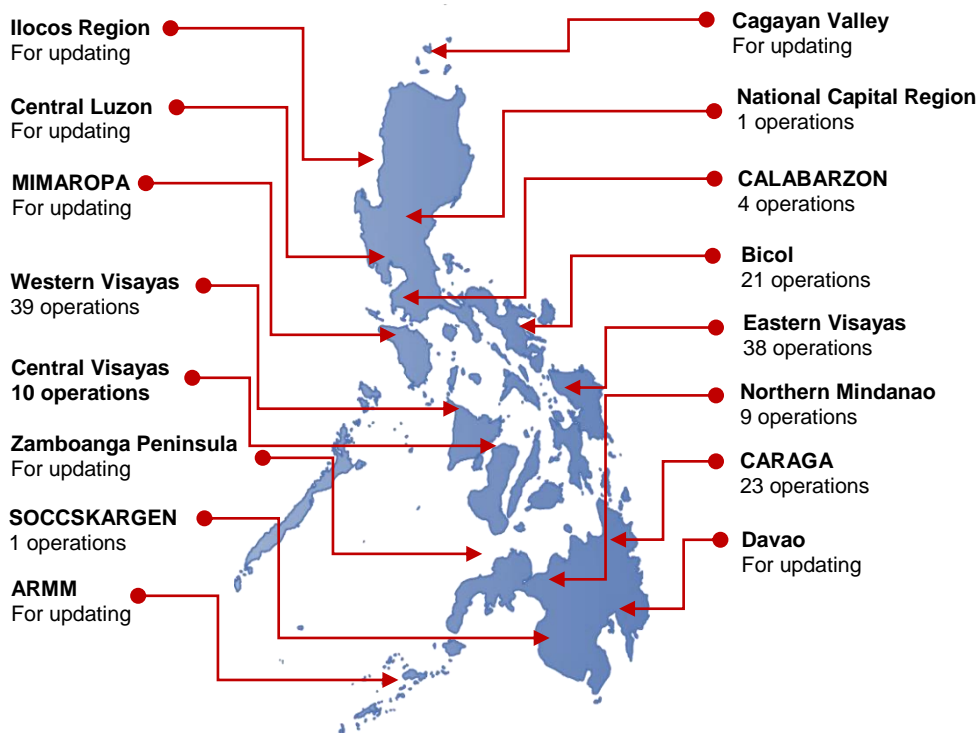 Ilocos Region
For updating
Central Luzon
For updating
MIMAROPA
For updating
Western Visayas
39 operations
Central Visayas
10 operations
Zamboanga Peninsula
For updating
SOCCSKARGEN
1 operations
ARMM
For updating
Cagayan Valley
For updating
National Capital Region
1 operations
CALABARZON
4 operations
Bicol
21 operations
Eastern Visayas
38 operations
Northern Mindanao
9 operations
CARAGA
23 operations
Davao
For updating